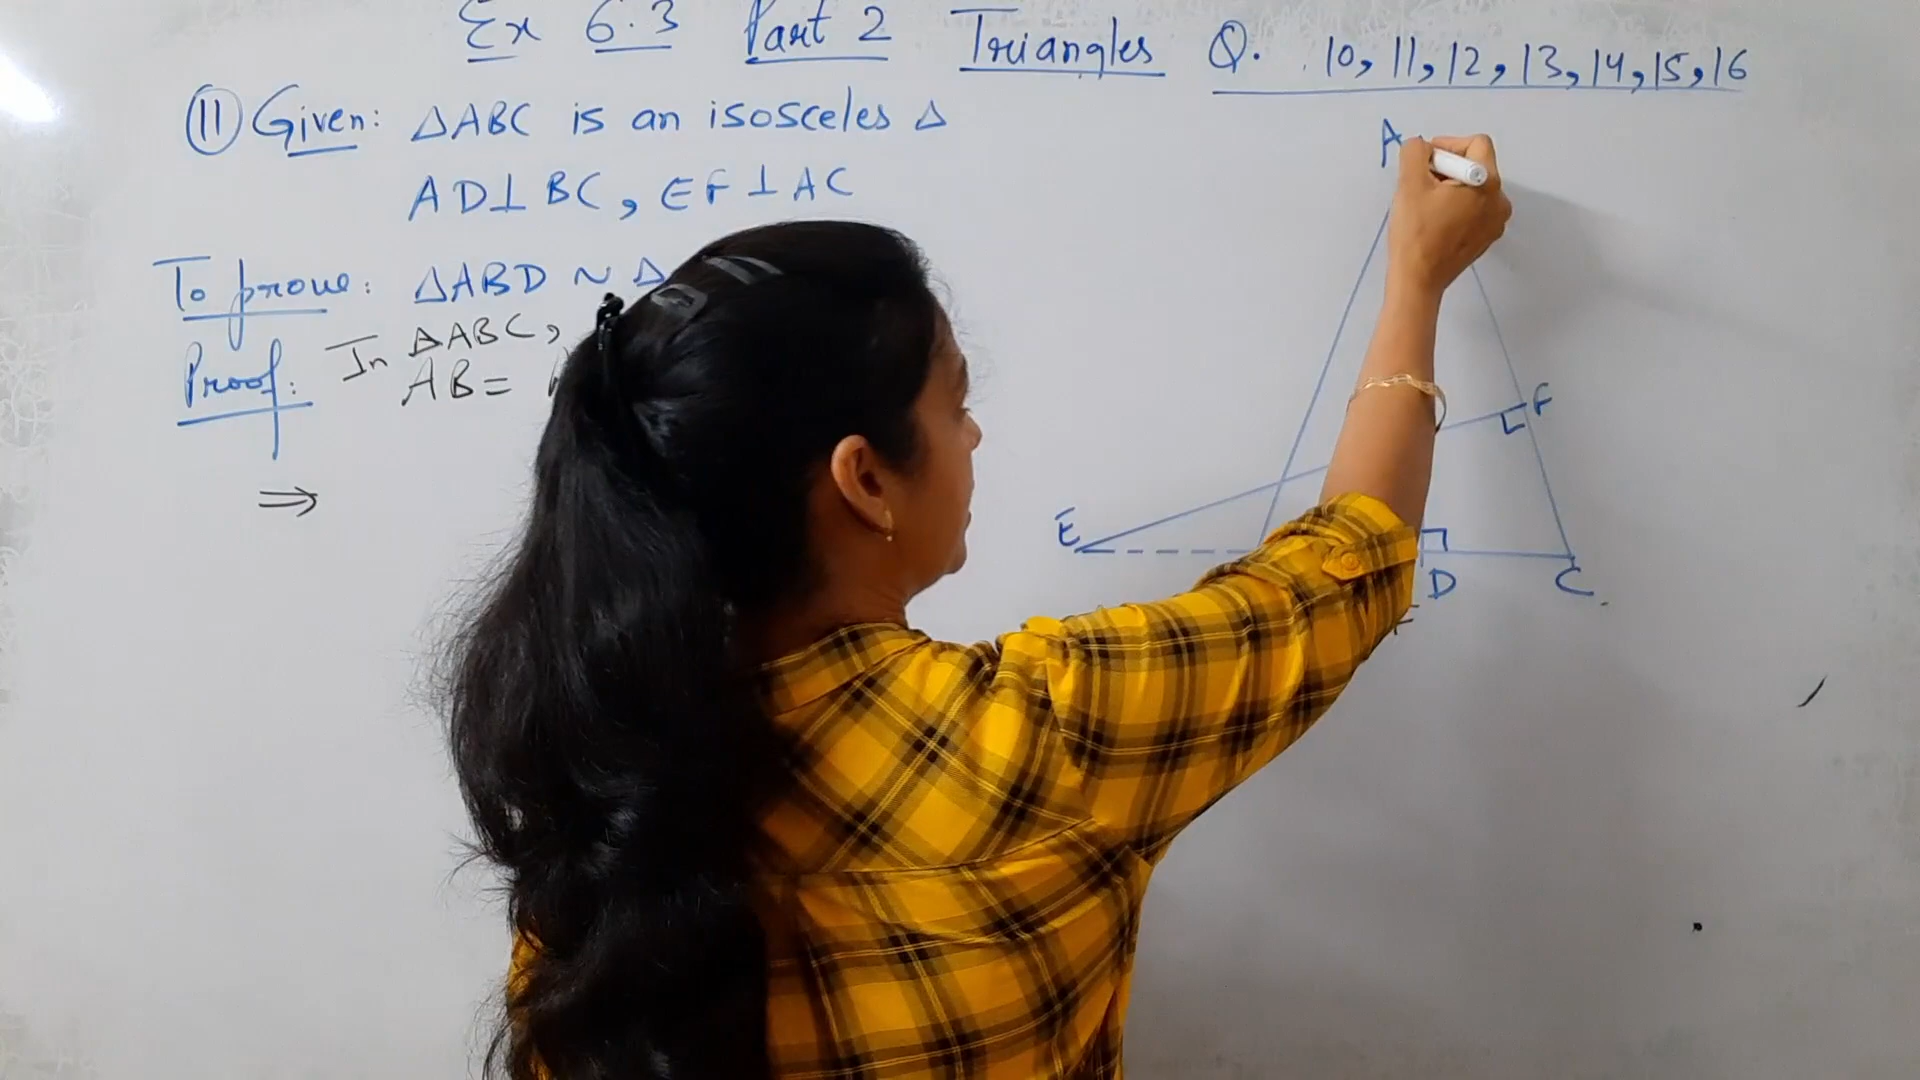 Ex 6.3 Part 2 Triangles Q. 10, 11, 12, 13, 14, 15, 16
(11) Given: △ABC is an isosceles △
AD⊥BC, EF⊥AC
To prove: △ABD ~ △
Proof: In △ABC,
AB=
⇒
A
F
E
D
C